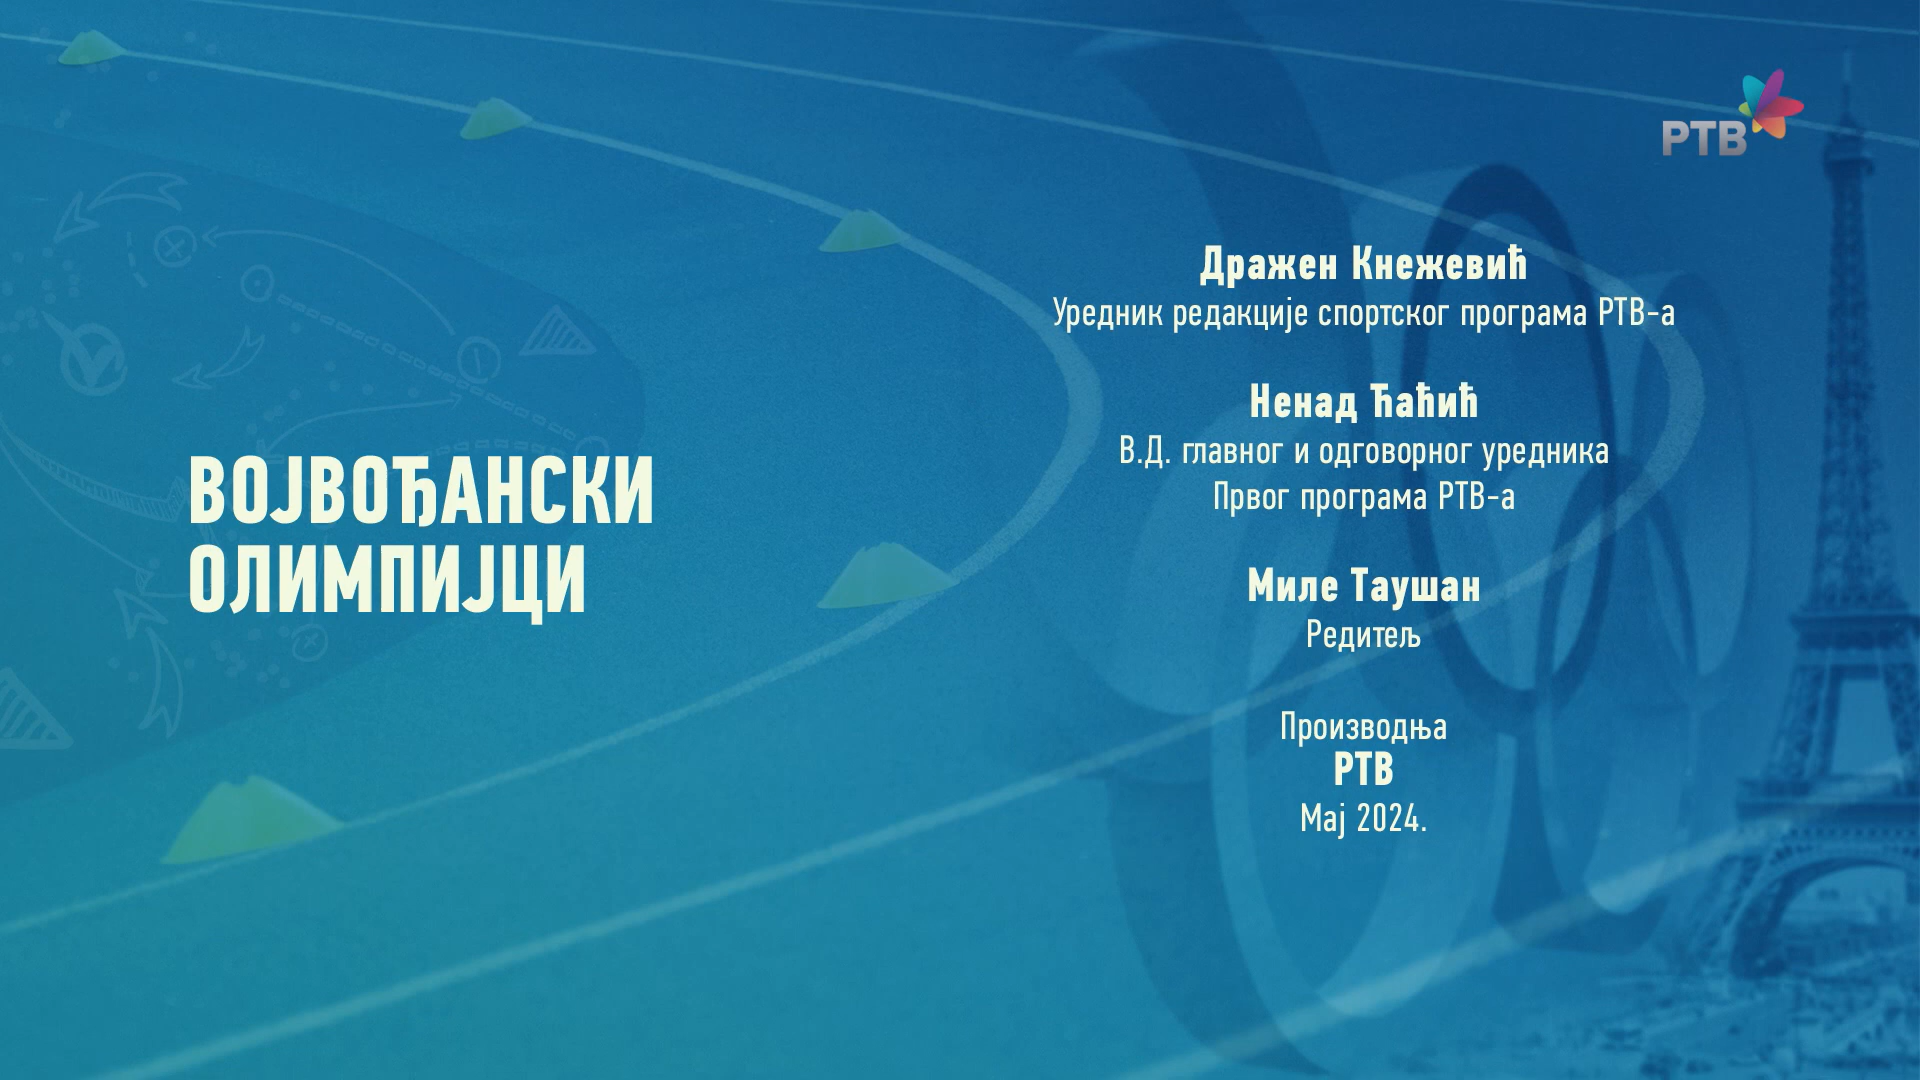 РТВ
ВОЈВОЂАНСКИ
ОЛИМПИЈЦИ
Дражен Кнежевић
Уредник редакције спортског програма РТВ-а
Ненад Ћаћић
В.Д. главног и одговорног уредника
Првог програма РТВ-а
Миле Таушан
Редитељ
Производња
РТВ
Мај 2024.